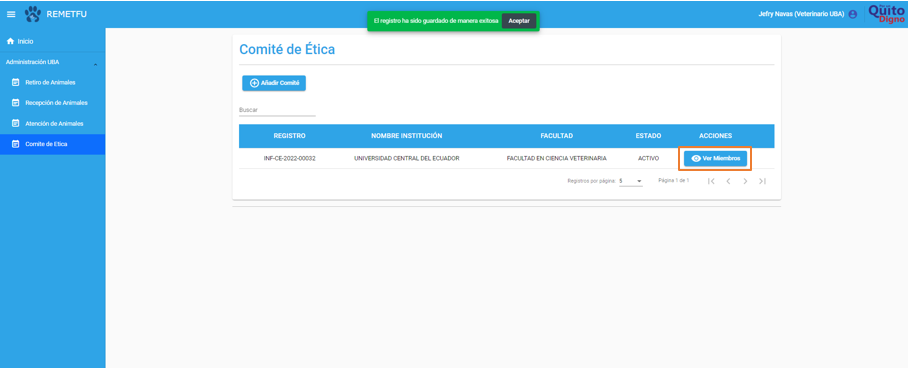 REMETFU
El registro ha sido guardado de manera exitosa Aceptar
Jefry Navas (Veterinario UBA)
Quito
Digno
Inicio
Administración UBA
Retiro de Animales
Recepción de Animales
Atención de Animales
Comite de Etica
Comité de Ética
Añadir Comité
Buscar
REGISTRO NOMBRE INSTITUCIÓN FACULTAD ESTADO ACCIONES
INF-CE-2022-00032 UNIVERSIDAD CENTRAL DEL ECUADOR FACULTAD EN CIENCIA VETERINARIA ACTIVO Ver Miembros
Registros por página: 5 Página 1 de 1